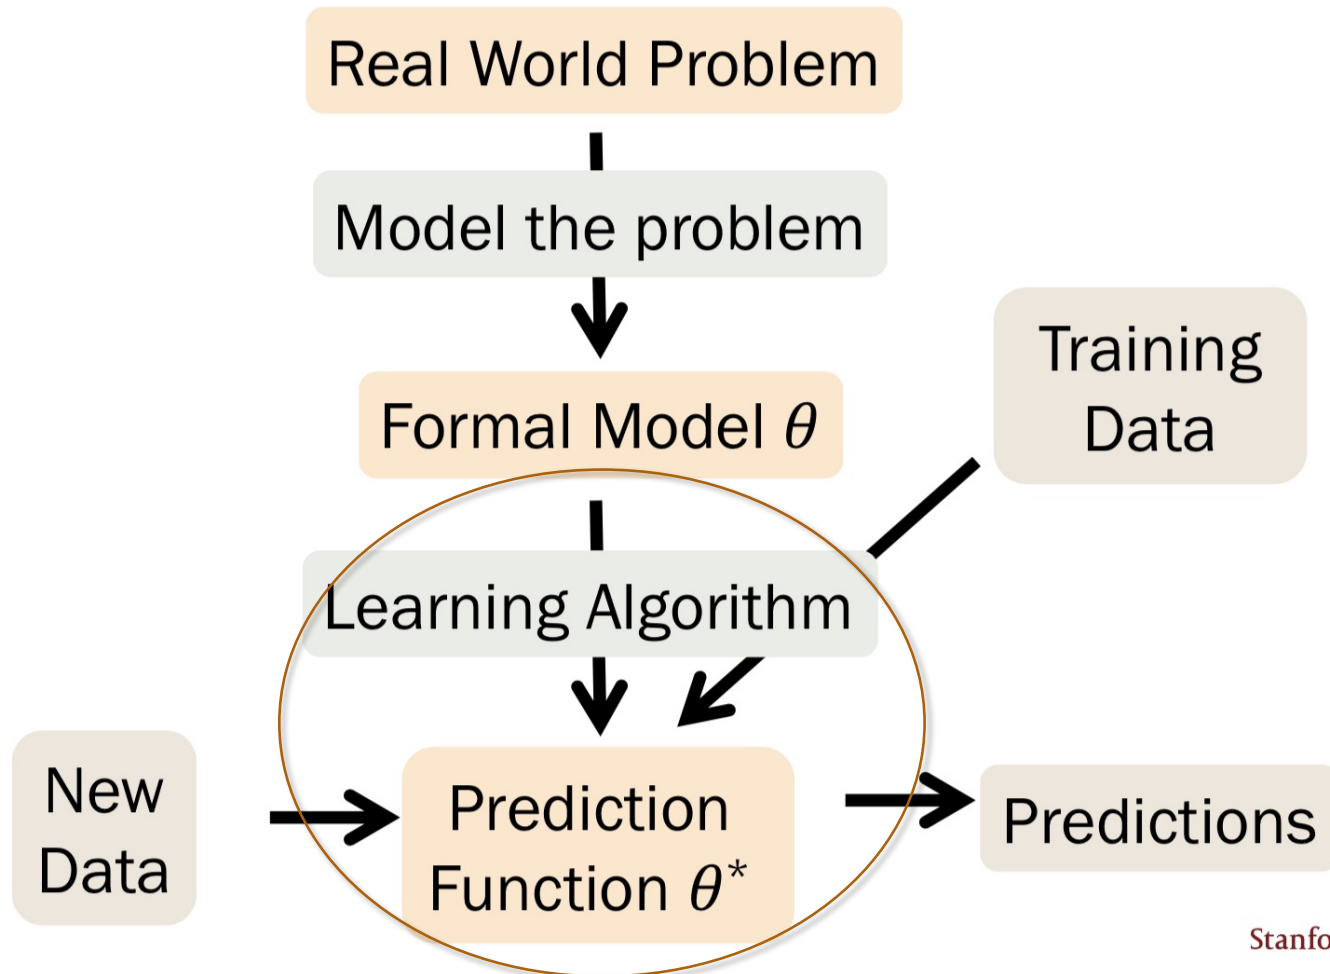 Real World Problem
Model the problem
Formal Model θ
Training
Data
Learning Algorithm
New
Data
Prediction
Function θ*
Predictions
Stanfo